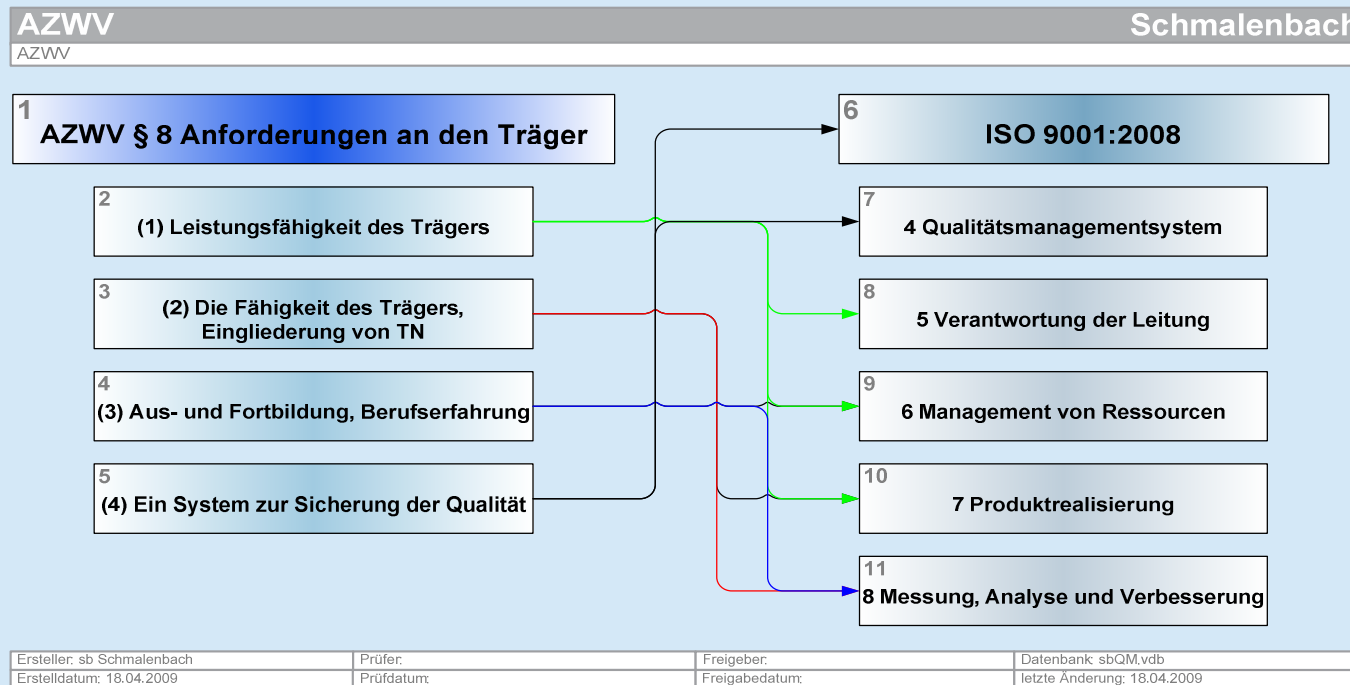 AZWV
Schmalenbach
AZWV
1
AZWV § 8 Anforderungen an den Träger
2
(1) Leistungsfähigkeit des Trägers
3
(2) Die Fähigkeit des Trägers,
Eingliederung von TN
4
(3) Aus- und Fortbildung, Berufserfahrung
5
(4) Ein System zur Sicherung der Qualität
6
ISO 9001:2008
7
4 Qualitätsmanagementsystem
8
5 Verantwortung der Leitung
9
6 Management von Ressourcen
10
7 Produktrealisierung
11
8 Messung, Analyse und Verbesserung
Ersteller: sb Schmalenbach
Prüfer:
Freigeber:
Datenbank: sbQM.vdb
Erstelldatum: 18.04.2009
Prüfdatum:
Freigabedatum:
letzte Änderung: 18.04.2009